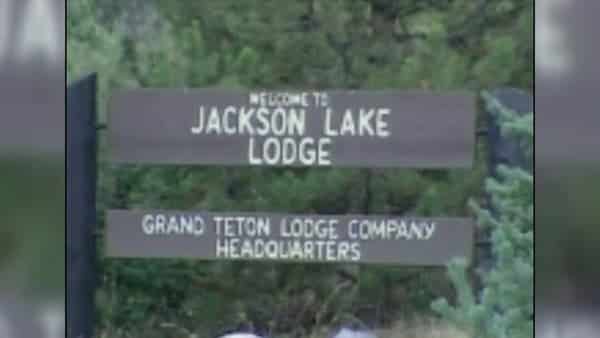 WELCOME TO
JACKSON LAKE
LODGE
GRAND TETON LODGE COMPANY
HEADQUARTERS